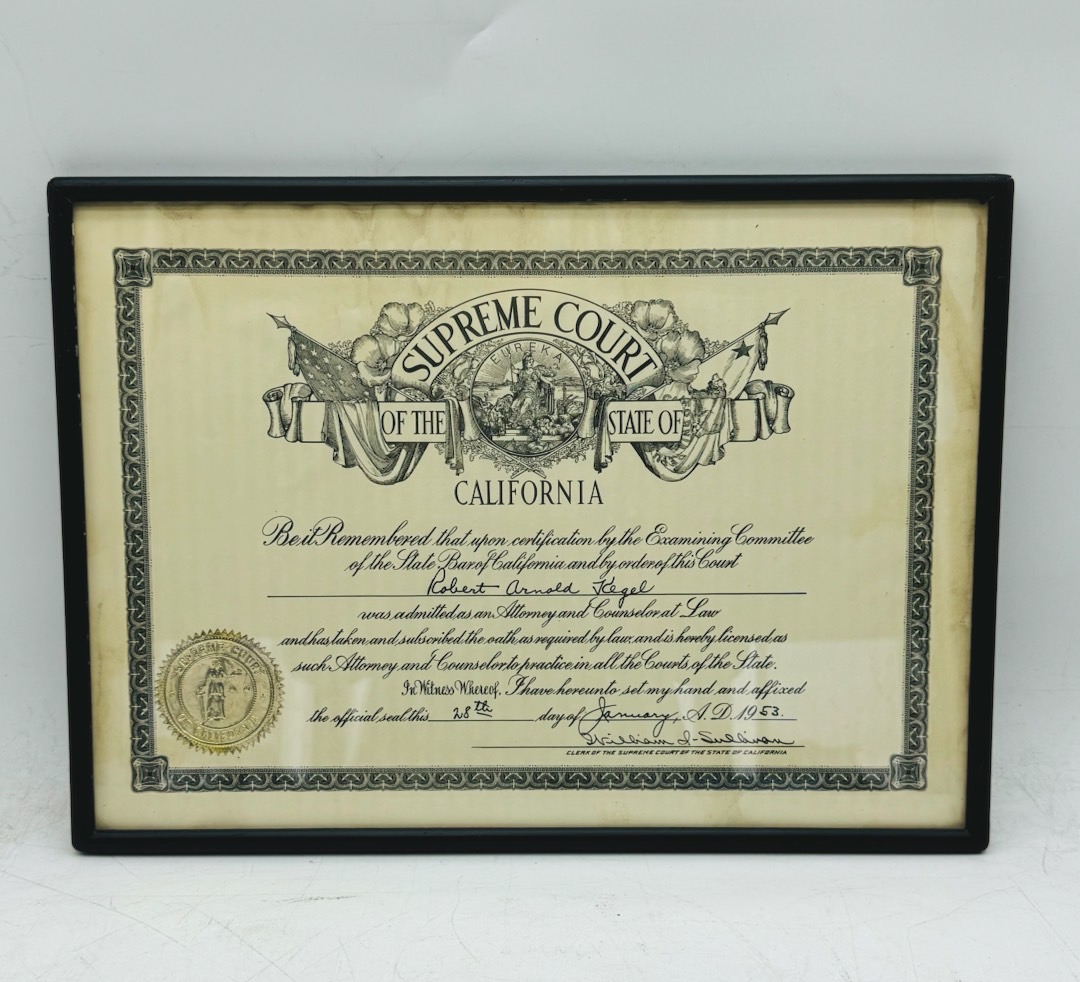 SUPREME COURT
EUREKA
OF THE
STATE OF
CALIFORNIA
Be it Remembered that upon certification by the Examining Committee
of the State Bar of California and by order of this Court
Robert Arnold Kegel
was admitted as an Attorney and Counselor at Law
and has taken and subscribed the oath as required by law, and is hereby licensed as
such Attorney and Counselor to practice in all the Courts of the State.
In Witness Whereof, I have hereunto set my hand and affixed
the official seal this 28th day of January, A.D. 1953.
William I. Sullivan
CLERK OF THE SUPREME COURT OF THE STATE OF CALIFORNIA
SUPREME COURT